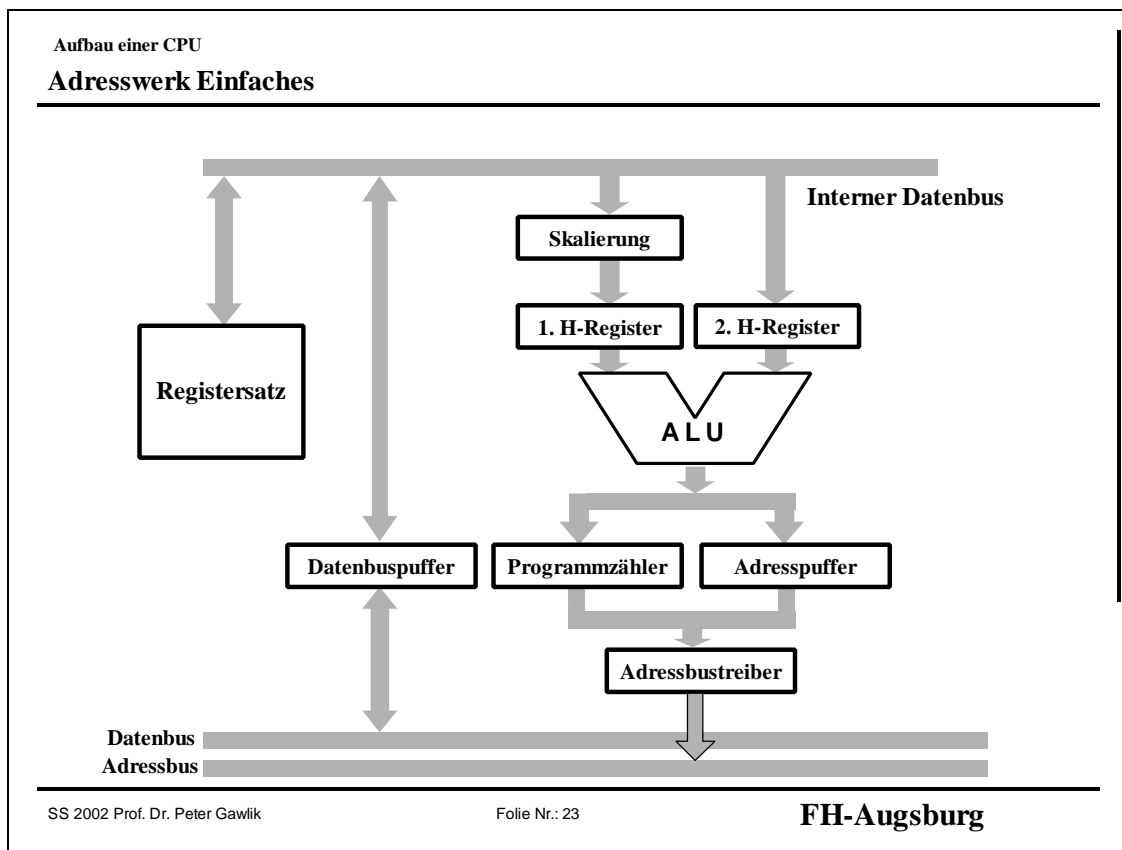 Aufbau einer CPU
Adresswerk Einfaches
Interner Datenbus
Skalierung
1. H-Register
2. H-Register
Registersatz
A L U
Datenbuspuffer
Programmzähler
Adresspuffer
Adressbustreiber
Datenbus
Adressbus
SS 2002 Prof. Dr. Peter Gawlik
Folie Nr.: 23
FH-Augsburg